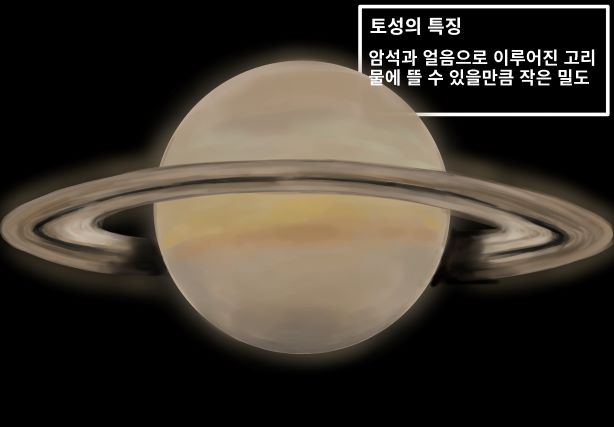 토성의 특징
암석과 얼음으로 이루어진 고리
물에 뜰 수 있을만큼 작은 밀도